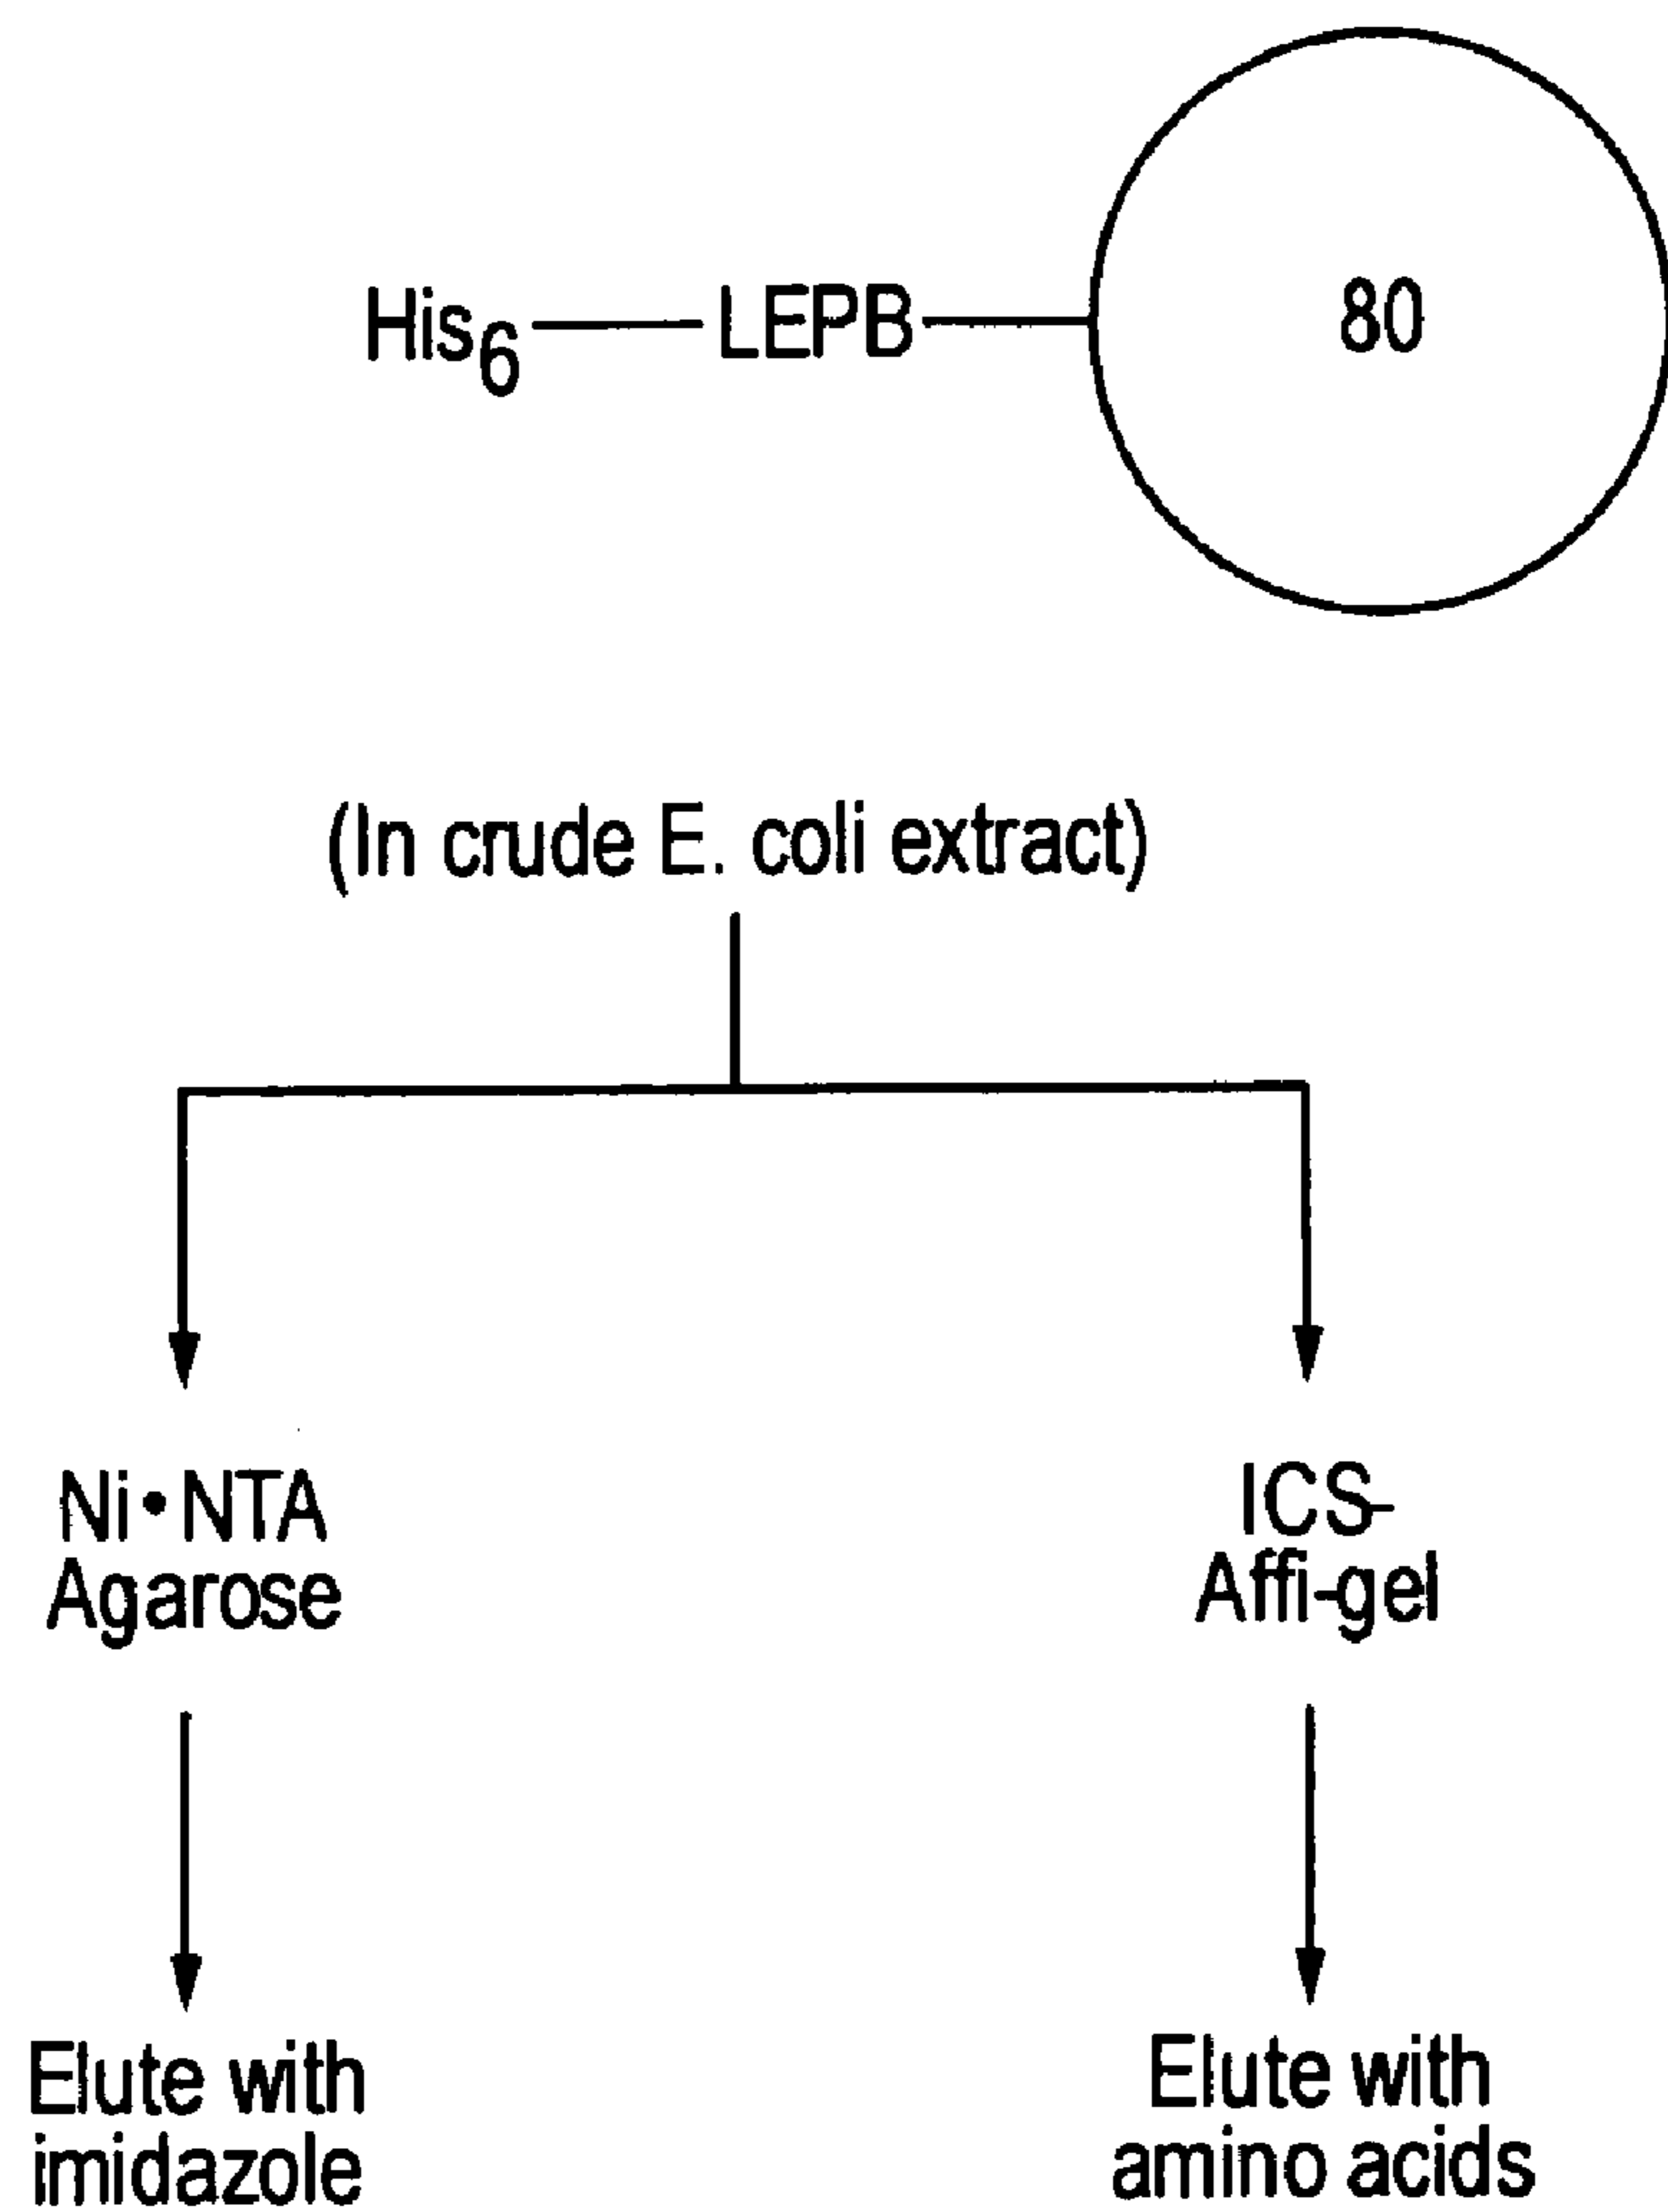 His6 LEPB 80
(In crude E. coli extract)
Ni•NTA
Agarose
ICS-
Affi-gel
Elute with
imidazole
Elute with
amino acids